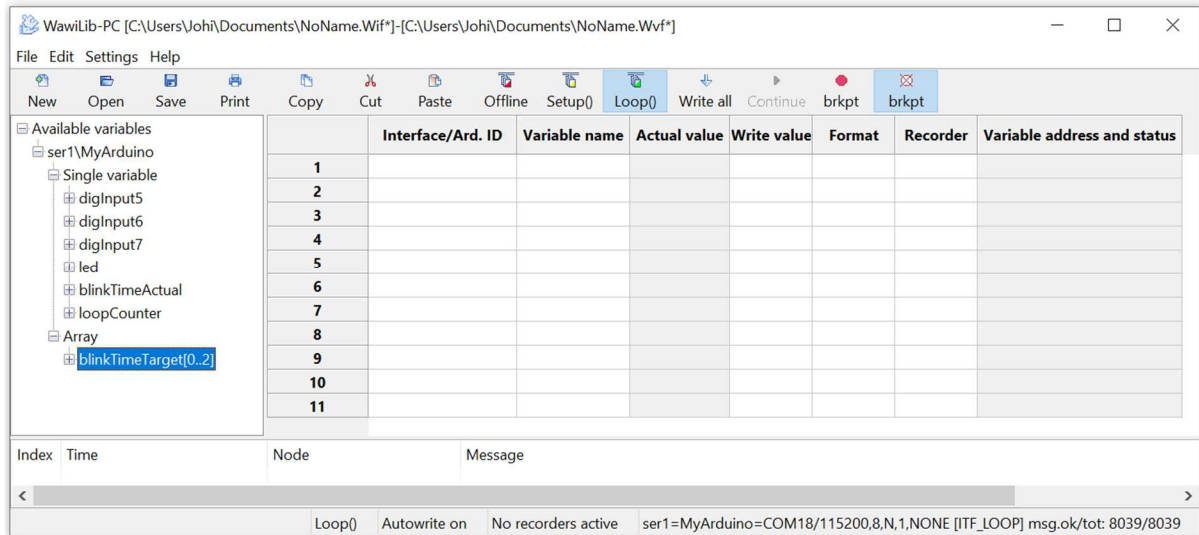 WawiLib-PC [C:\Users\Johi\Documents\NoName.Wif*]-[C:\Users\Johi\Documents\NoName.Wvf*]
File Edit Settings Help
New Open Save Print Copy Cut Paste Offline Setup() Loop() Write all Continue brkpt brkpt
Available variables
ser1\MyArduino
Single variable
digInput5
digInput6
digInput7
led
blinkTimeActual
loopCounter
Array
blinkTimeTarget[0..2]
Interface/Ard. ID Variable name Actual value Write value Format Recorder Variable address and status
1
2
3
4
5
6
7
8
9
10
11
Index Time Node Message
Loop() Autowrite on No recorders active ser1=MyArduino=COM18/115200,8,N,1,NONE [ITF_LOOP] msg.ok/tot: 8039/8039